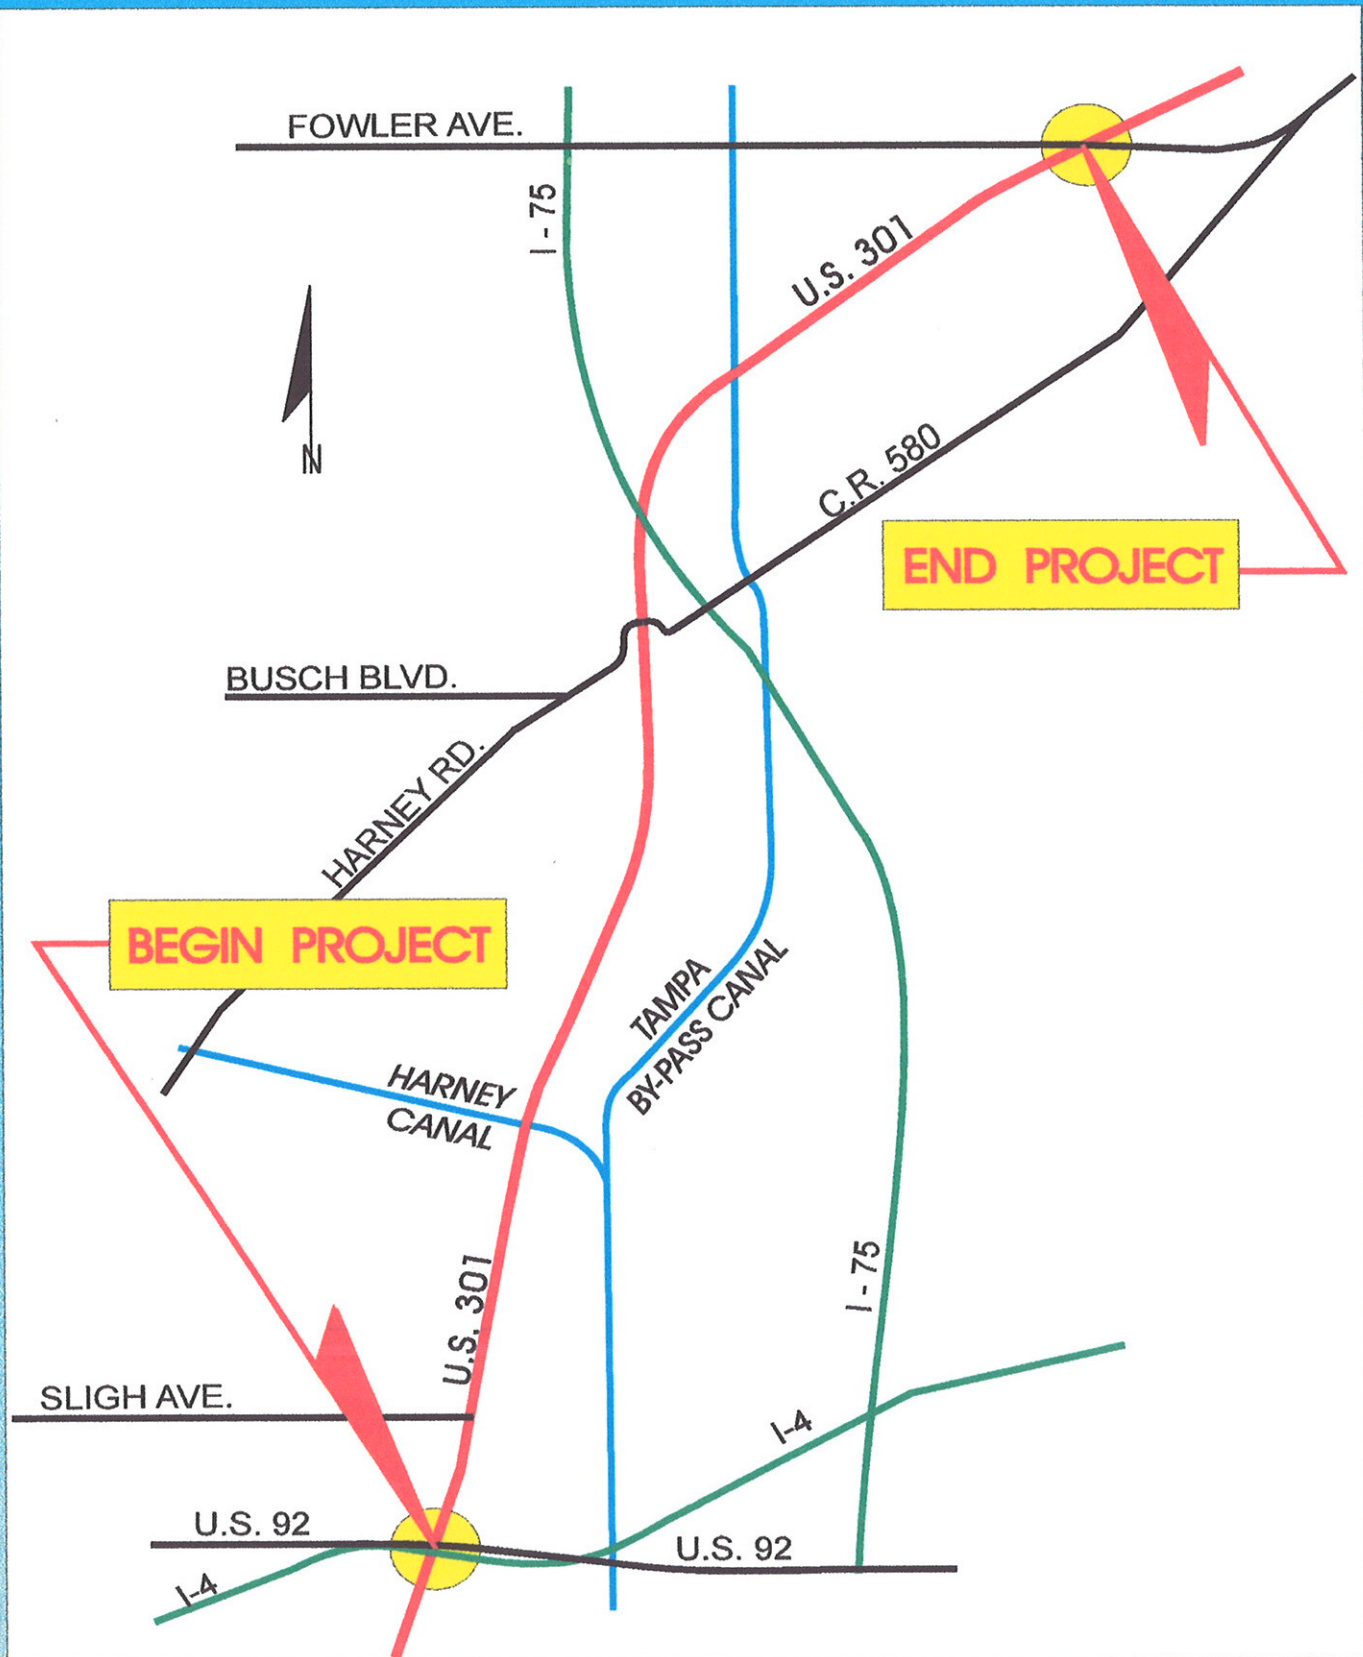 FOWLER AVE.
I - 75
U.S. 301
N
C.R. 580
END PROJECT
BUSCH BLVD.
HARNEY RD.
BEGIN PROJECT
TAMPA
BY-PASS CANAL
HARNEY
CANAL
U.S. 301
I - 75
SLIGH AVE.
I-4
U.S. 92
U.S. 92
I-4